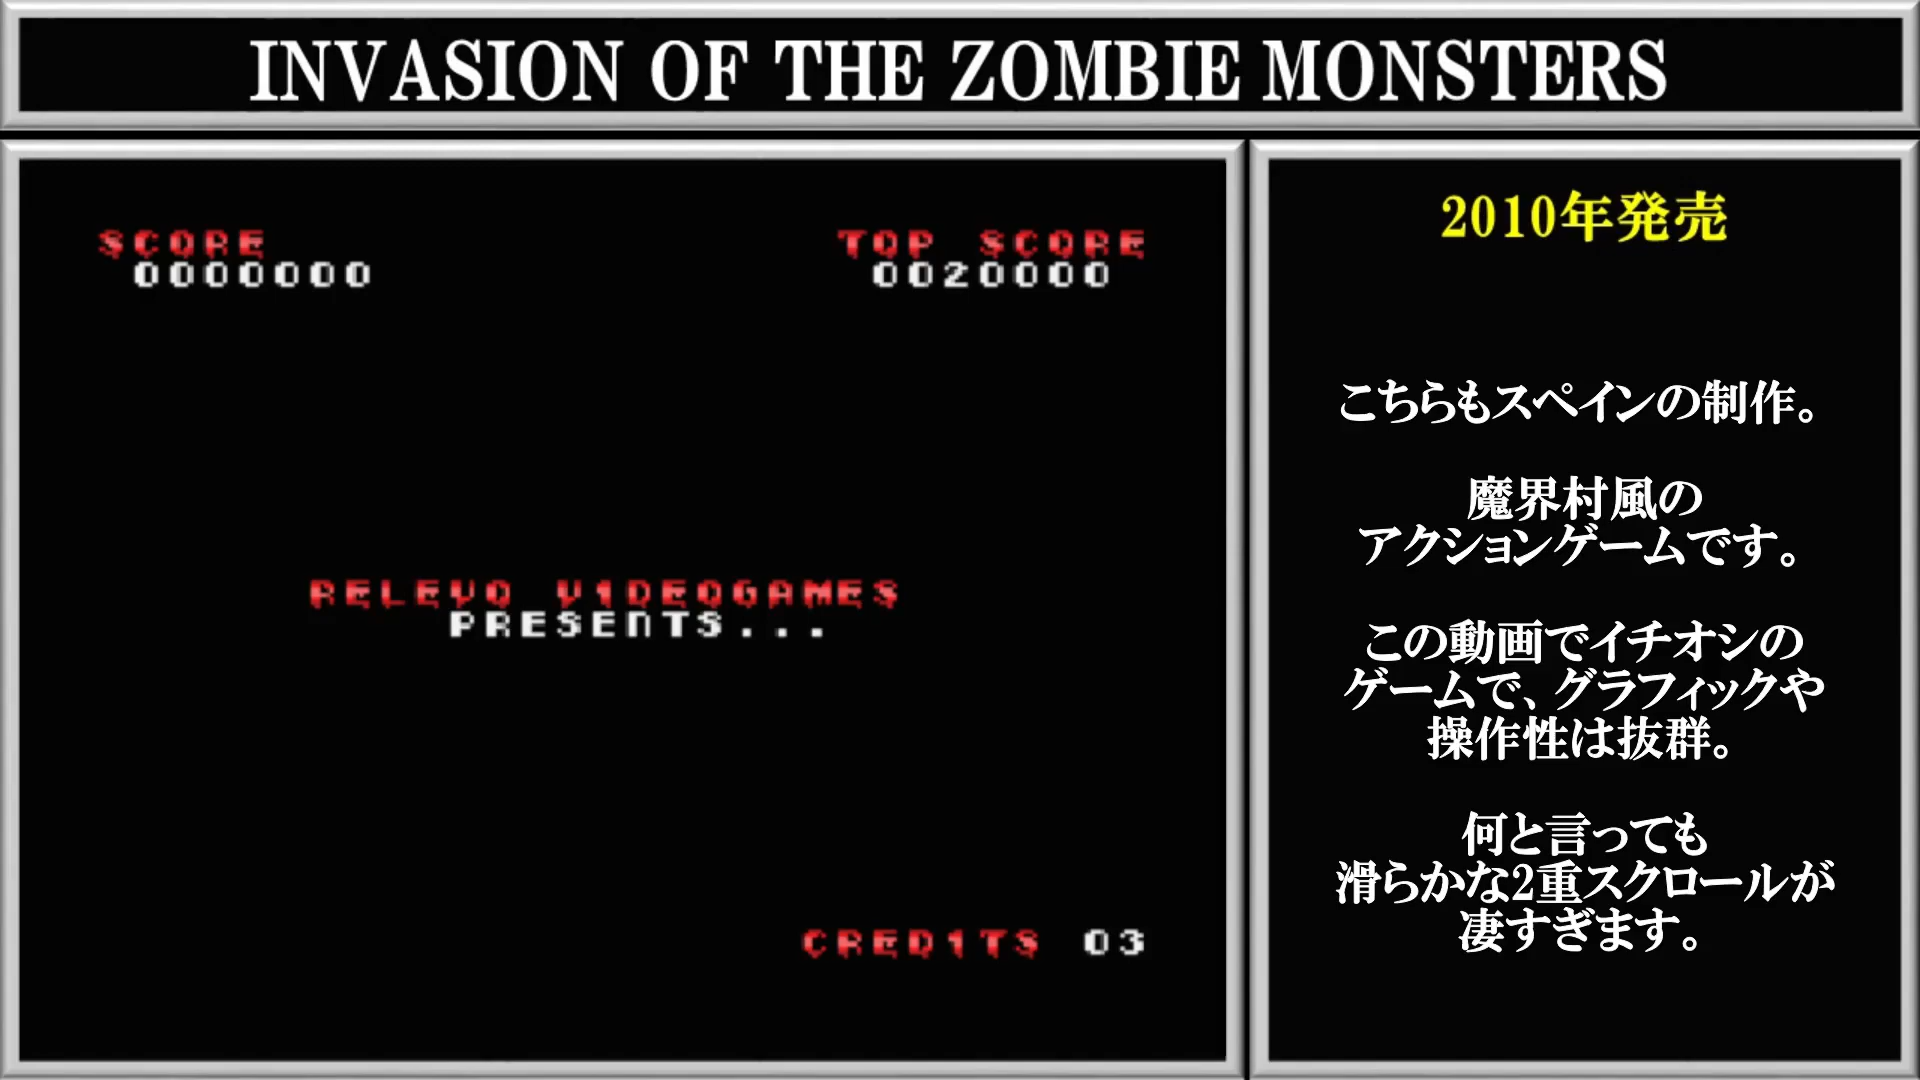 INVASION OF THE ZOMBIE MONSTERS
SCORE
0000000
TOP SCORE
0020000
RELEVO V1DEOGAMES
PRESENTS...
CRED1TS 03
2010年発売
こちらもスペインの制作。
魔界村風の
アクションゲームです。
この動画でイチオシの
ゲームで、グラフィックや
操作性は抜群。
何と言っても
滑らかな2重スクロールが
凄すぎます。